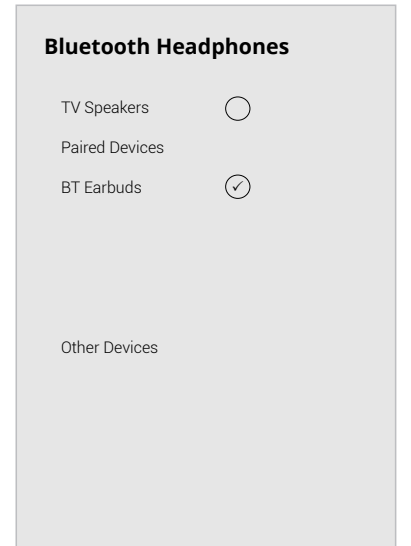 Bluetooth Headphones
TV Speakers
Paired Devices
BT Earbuds
Other Devices